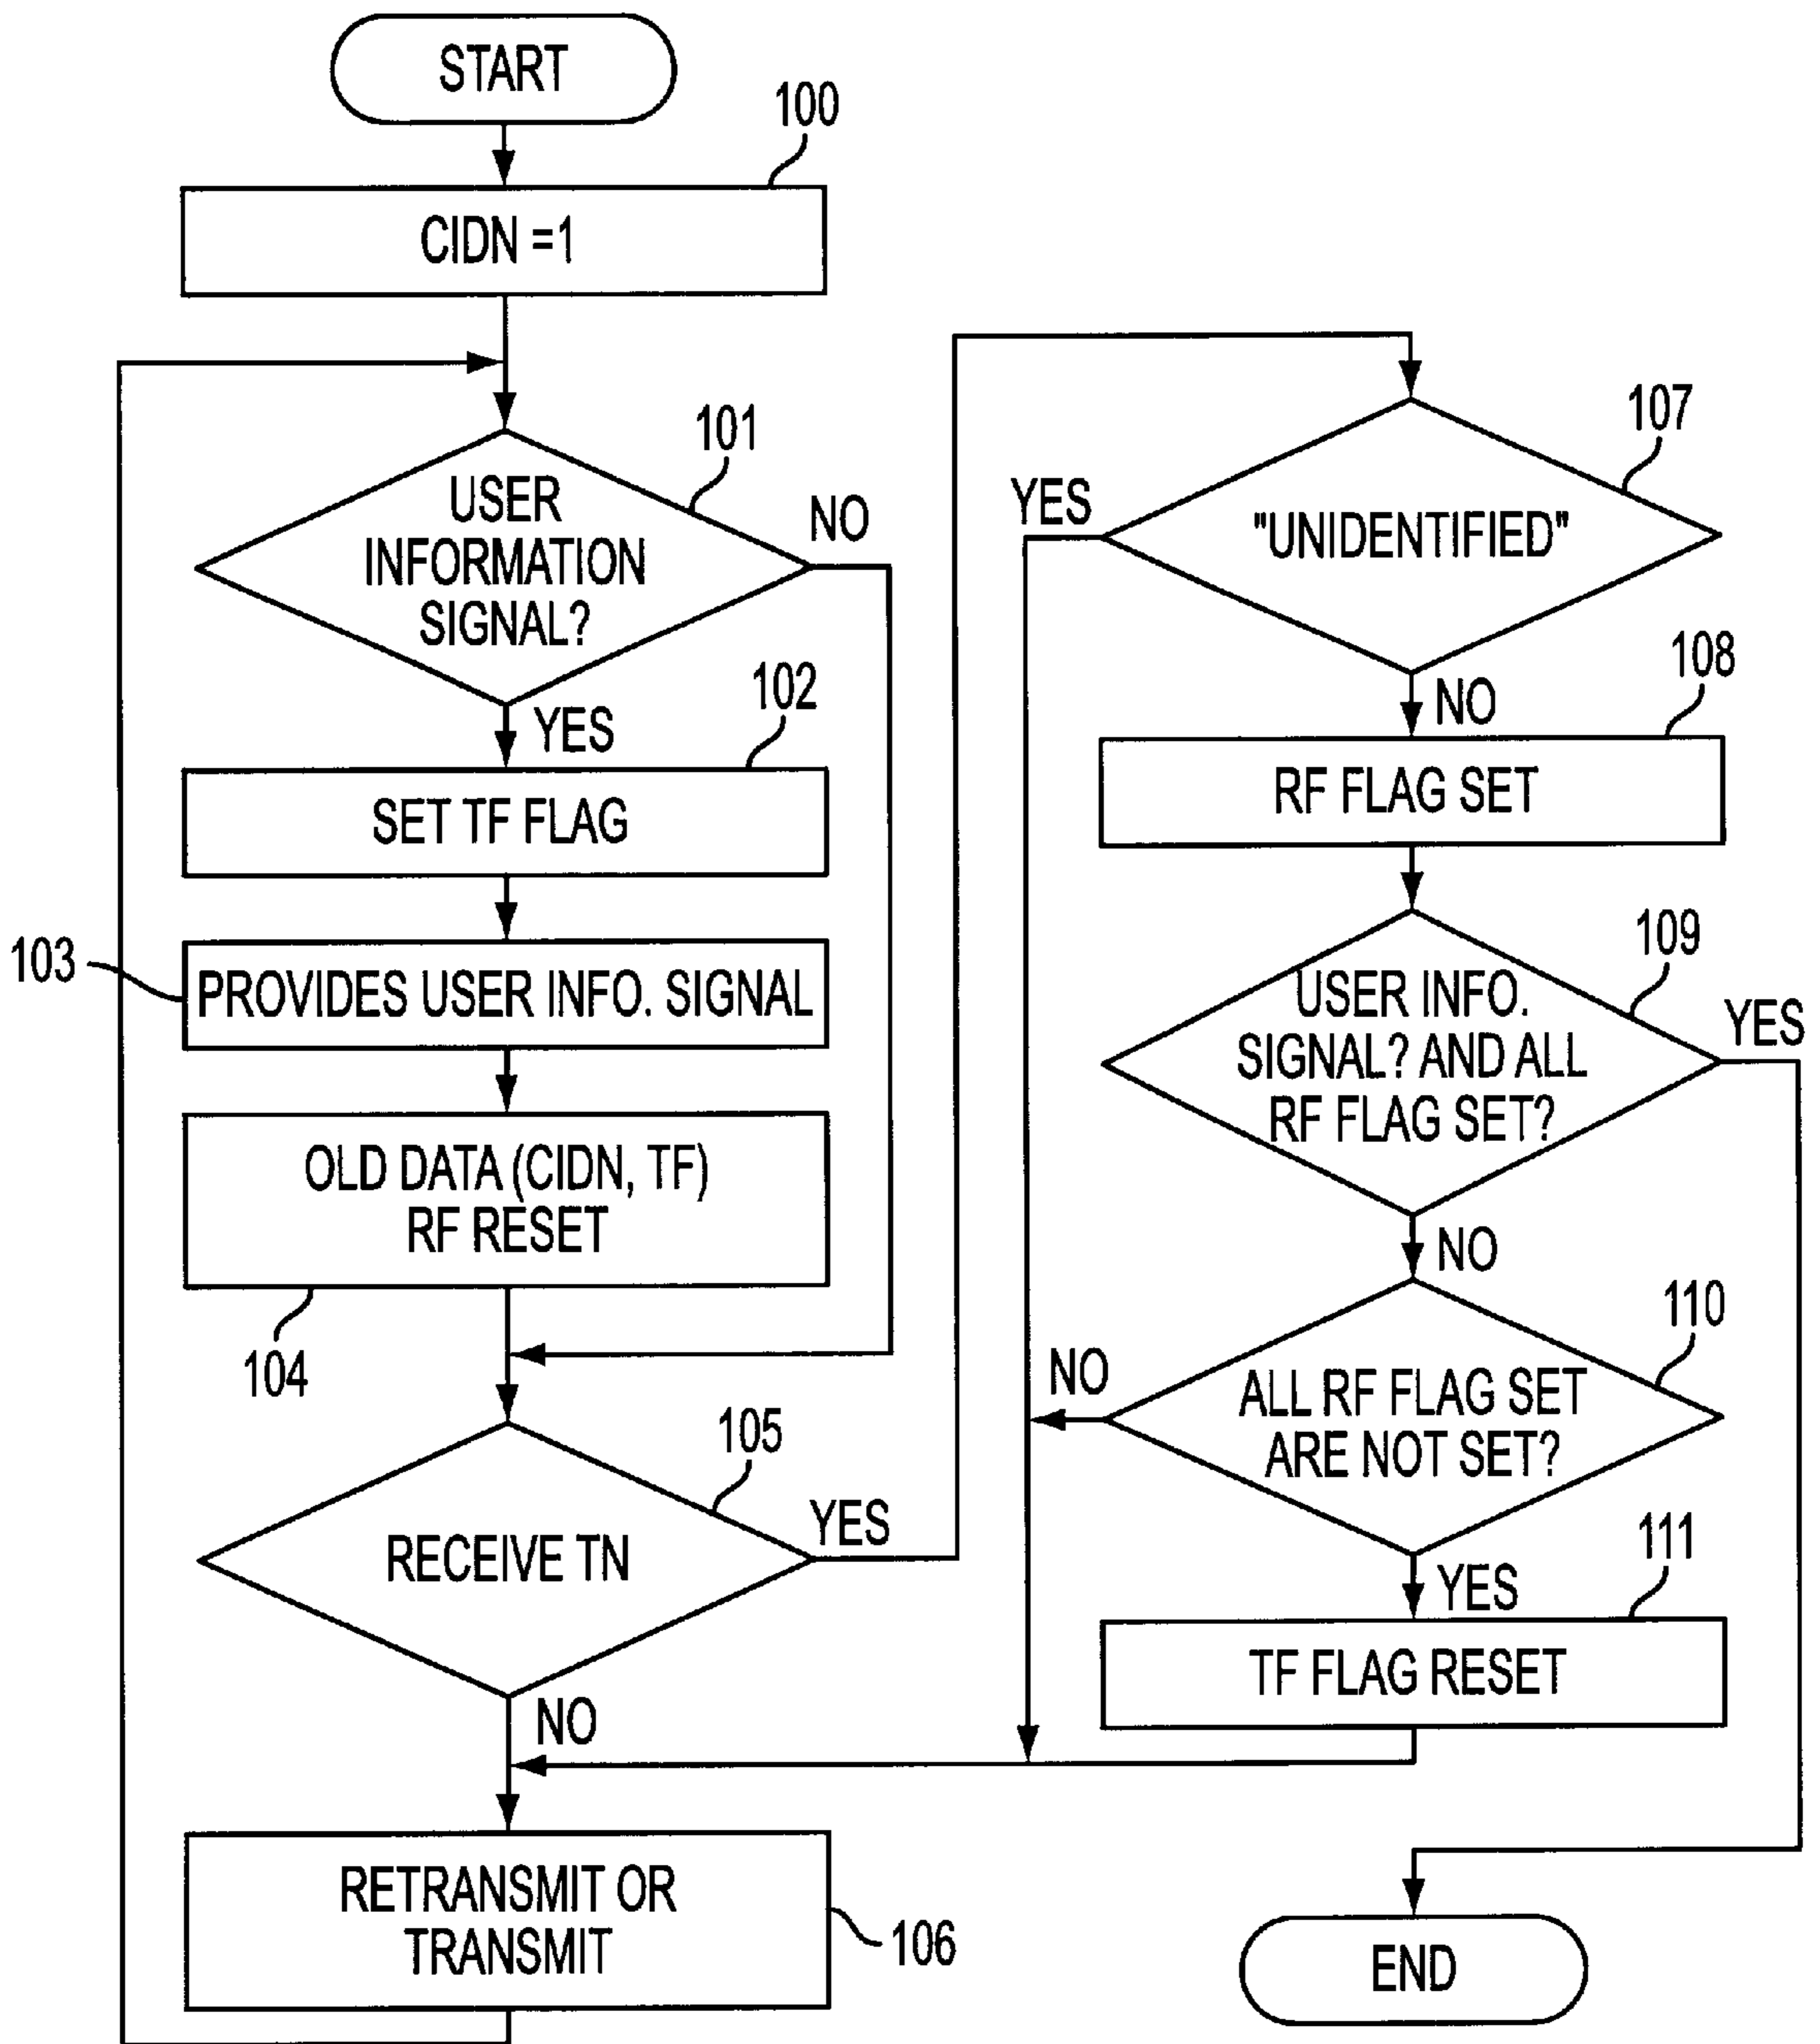 START
100
CIDN =1
101
USER
INFORMATION
SIGNAL?
NO
YES
102
SET TF FLAG
103
PROVIDES USER INFO. SIGNAL
OLD DATA (CIDN, TF)
RF RESET
104
105
RECEIVE TN
YES
NO
RETRANSMIT OR
TRANSMIT
106
107
YES
"UNIDENTIFIED"
NO
108
RF FLAG SET
109
USER INFO.
SIGNAL? AND ALL
RF FLAG SET?
YES
NO
110
NO
ALL RF FLAG SET
ARE NOT SET?
YES
111
TF FLAG RESET
END